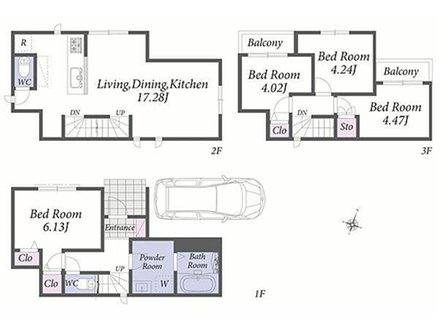 R
WC
Living,Dining,Kitchen
17.28J
DN
UP
2F
Balcony
Bed Room
4.24J
Bed Room
4.02J
Balcony
Bed Room
4.47J
Clo
DN
Sto
3F
Bed Room
6.13J
Entrance
Clo
Clo
WC
UP
Powder
Room
W
Bath
Room
1F